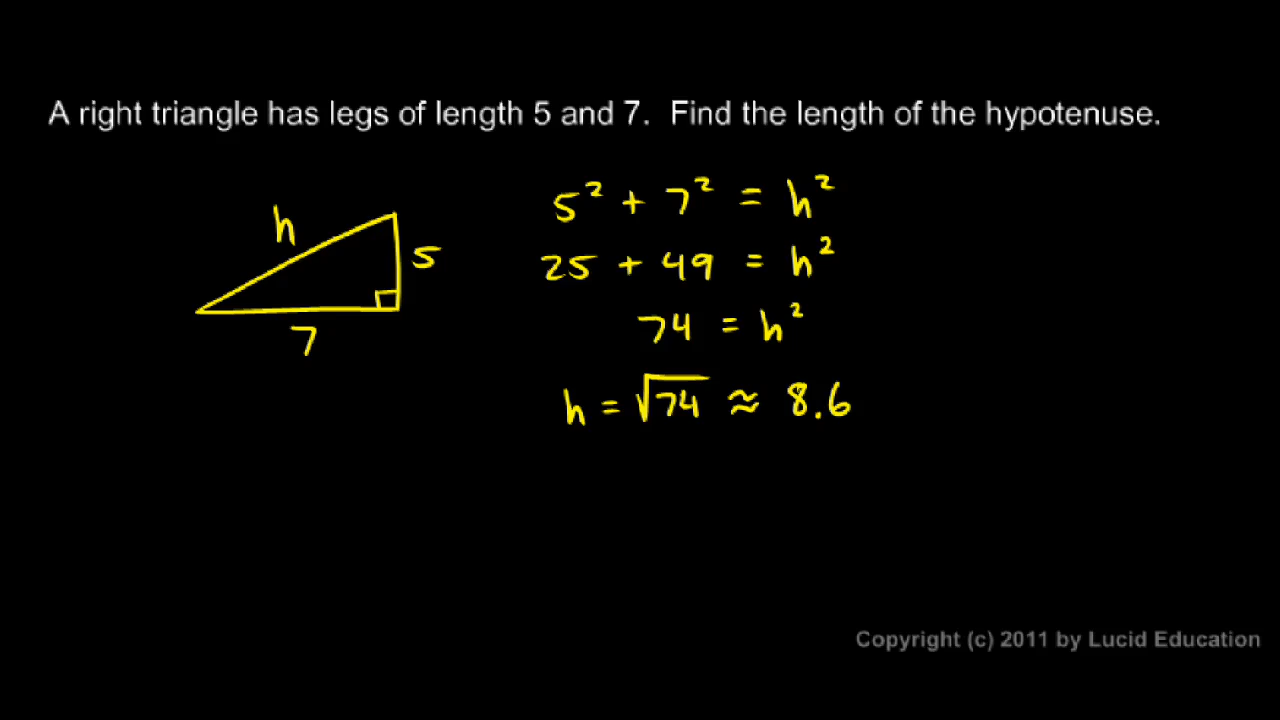 A right triangle has legs of length 5 and 7. Find the length of the hypotenuse.
h
5
7
5² + 7² = h²
25 + 49 = h²
74 = h²
h = √74 ≈ 8.6
Copyright (c) 2011 by Lucid Education